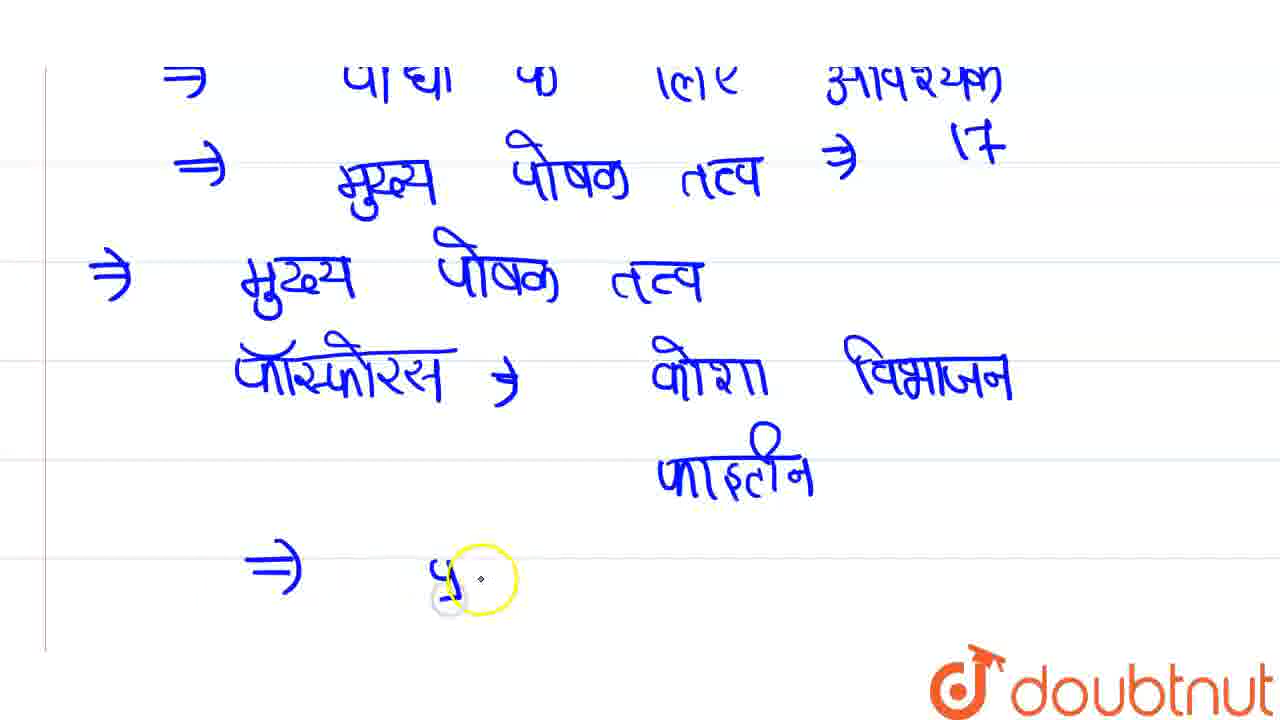 ⇒ पौधों के लिए आवश्यक
⇒ मुख्य पोषक तत्व ⇒ 17
⇒ मुख्य पोषक तत्व
फॉस्फोरस ⇒ कोशा विभाजन
फाइटीन
⇒
doubtnut